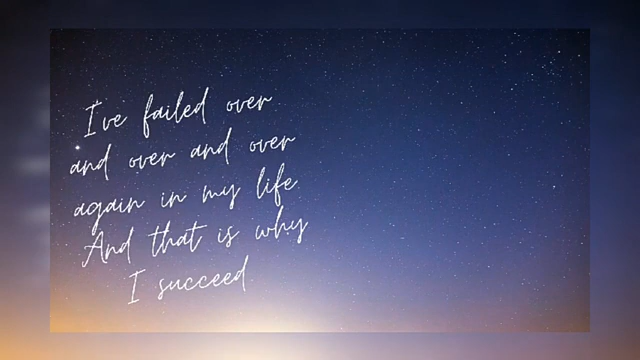 I've failed over
and over and over
again in my life
And that is why
I succeed